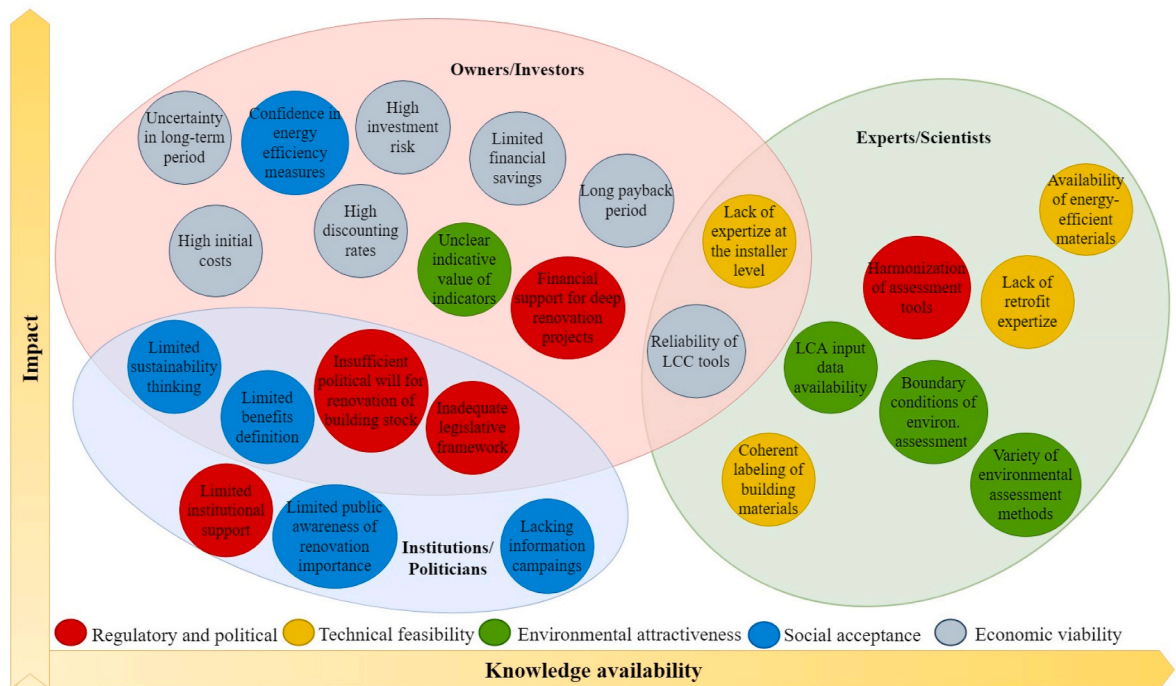 Impact
Owners/Investors
Uncertainty
in long-term
period
Confidence in
energy
efficiency
measures
High
investment
risk
Limited
financial
savings
Long payback
period
High initial
costs
High
discounting
rates
Unclear
indicative
value of
indicators
Financial
support for deep
renovation
projects
Lack of
expertize at
the installer
level
Reliability of
LCC tools
Experts/Scientists
Availability
of energy-
efficient
materials
Harmonization
of assessment
tools
Lack of
retrofit
expertize
LCA input
data
availability
Boundary
conditions of
environ.
assessment
Coherent
labeling of
building
materials
Variety of
environmental
assessment
methods
Limited
sustainability
thinking
Limited
benefits
definition
Insufficient
political will for
renovation of
building stock
Inadequate
legislative
framework
Limited
institutional
support
Limited public
awareness of
renovation
importance
Institutions/
Politicians
Lacking
information
campaings
Regulatory and political
Technical feasibility
Environmental attractiveness
Social acceptance
Economic viability
Knowledge availability